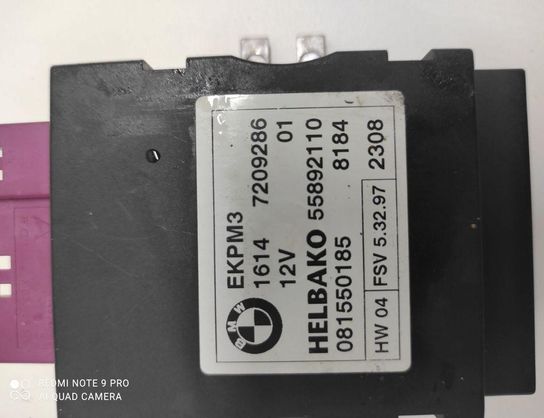 EKPM3
1614 7209286
12V 01
HELBAKO 55892110
081550185 8184
HW 04 FSV 5.32.97 2308
BMW
REDMI NOTE 9 PRO
AI QUAD CAMERA